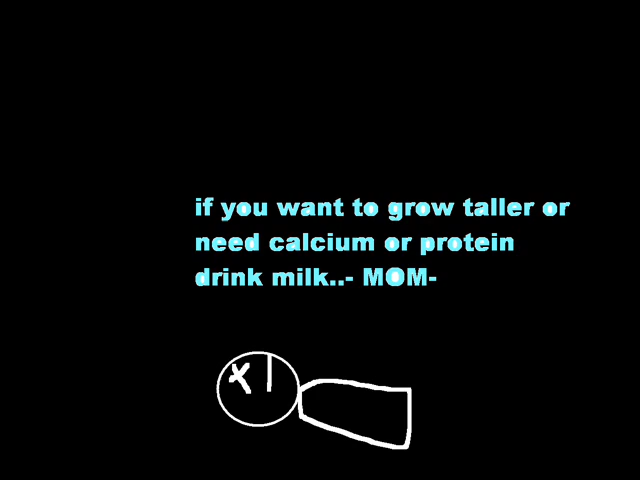 if you want to grow taller or
need calcium or protein
drink milk..- MOM-